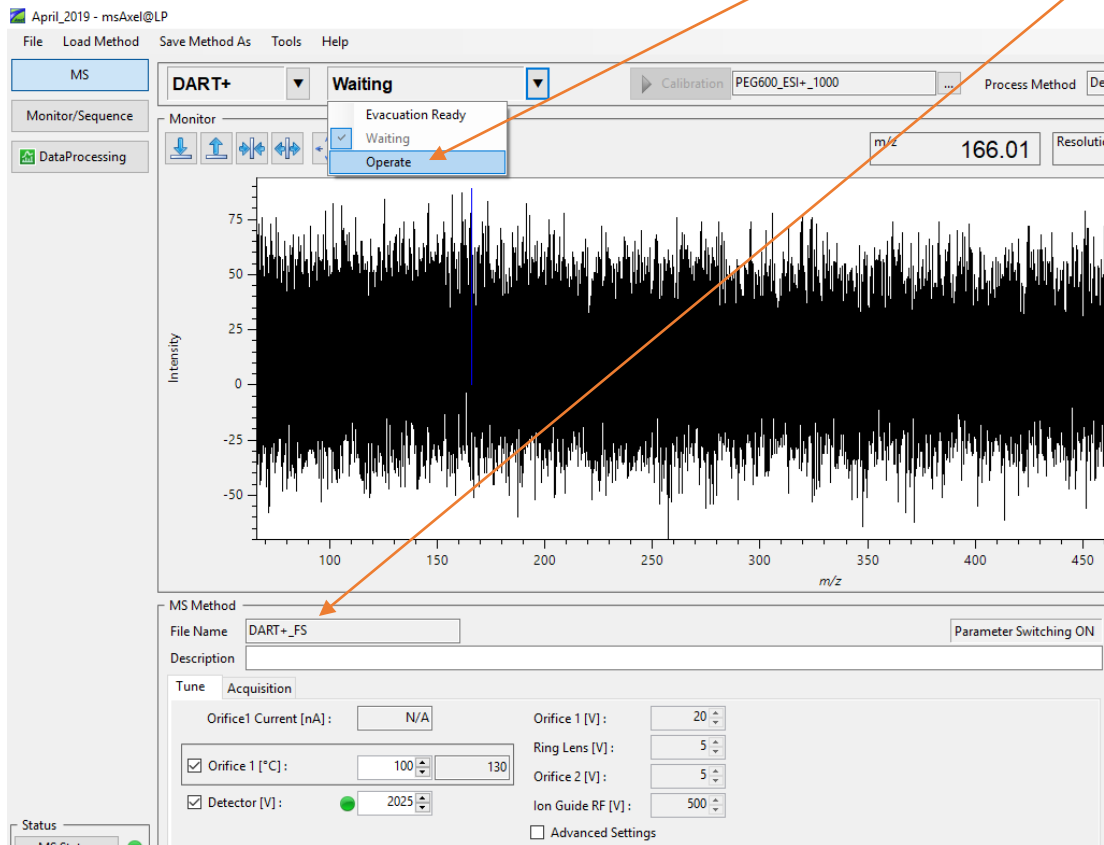 April_2019 - msAxel@LP
File Load Method Save Method As Tools Help
MS
DART+ Waiting Calibration PEG600_ESI+_1000 ... Process Method
Monitor/Sequence
Monitor
Evacuation Ready
Waiting
Operate
DataProcessing
m/z 166.01
75
50
25
0
-25
-50
Intensity
100 150 200 250 300 350 400 450
m/z
MS Method
File Name DART+_FS Parameter Switching ON
Description
Tune Acquisition
Orifice1 Current [nA] : N/A Orifice 1 [V] : 20
Ring Lens [V] : 5
Orifice 1 [°C] : 100 130
Orifice 2 [V] : 5
Detector [V] : 2025 Ion Guide RF [V] : 500
Advanced Settings
Status